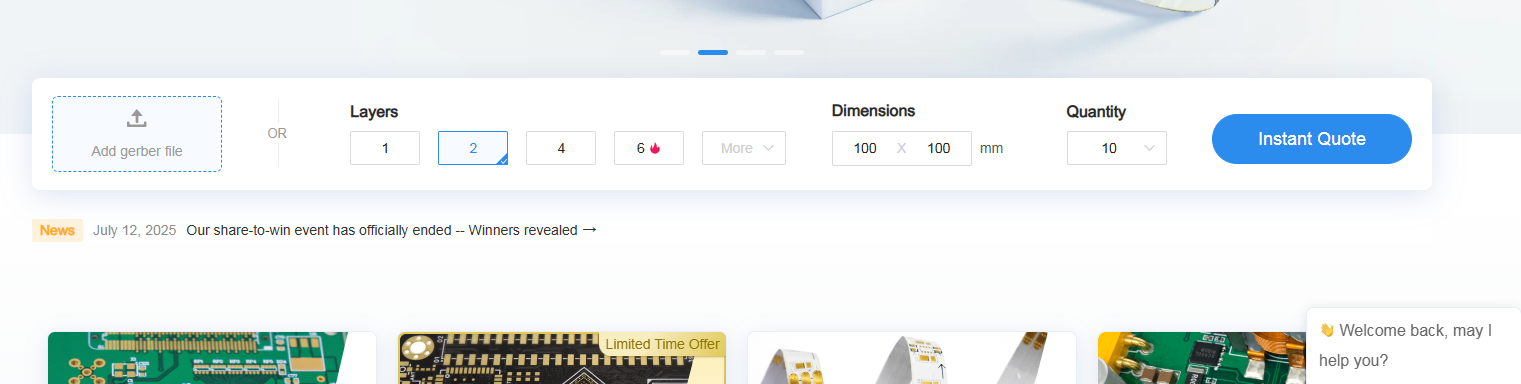 Layers
Dimensions
Quantity
Add gerber file
OR
1
2
4
6
More
100 X 100 mm
10
Instant Quote
News July 12, 2025 Our share-to-win event has officially ended -- Winners revealed →
Limited Time Offer
👋 Welcome back, may I
help you?